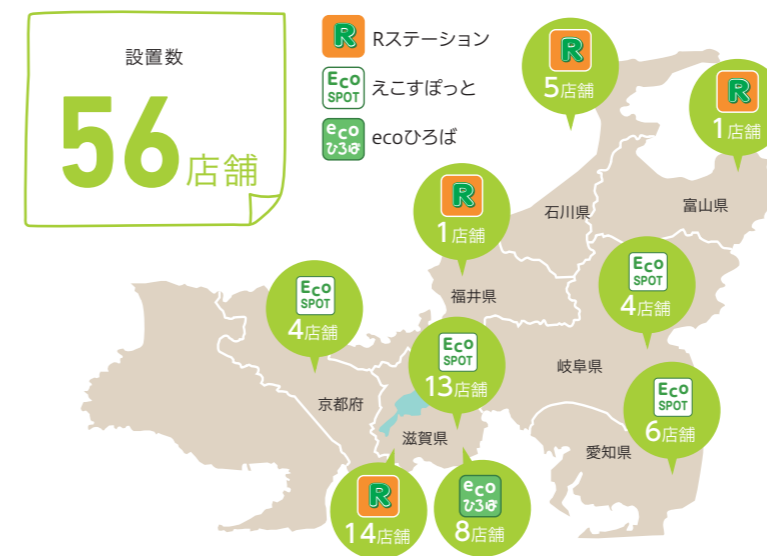 設置数
56店舗
R Rステーション
Eco
SPOT えこすぽっと
eco
ひろば ecoひろば
R
5店舗
R
1店舗
石川県
富山県
R
1店舗
福井県
Eco
SPOT
4店舗
Eco
SPOT
4店舗
Eco
SPOT
13店舗
岐阜県
Eco
SPOT
6店舗
京都府
滋賀県
愛知県
R
14店舗
eco
ひろば
8店舗